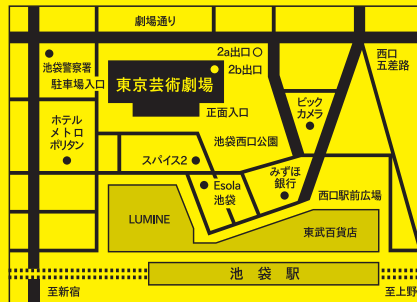 劇場通り
2a出口
西口
五差路
池袋警察署
2b出口
駐車場入口
東京芸術劇場
正面入口
ビック
カメラ
ホテル
メトロ
ポリタン
池袋西口公園
スパイス2
みずほ
銀行
Esola
池袋
西口駅前広場
LUMINE
東武百貨店
池袋駅
至新宿
至上野